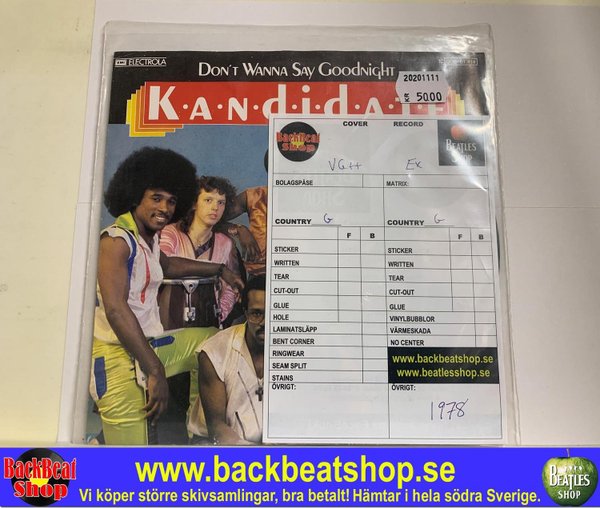 EMI ELECTROLA
DON'T WANNA SAY GOODNIGHT
20201111
50.00
K·A·N·D·I·D·A·T·E
BackBeat Shop
COVER
RECORD
BEATLES SHOP
VG++
Ex
BOLAGSPÅSE
MATRIX:
COUNTRY G
COUNTRY G
F B
F B
STICKER
STICKER
WRITTEN
WRITTEN
TEAR
TEAR
CUT-OUT
CUT-OUT
GLUE
GLUE
HOLE
VINYLBUBBLOR
LAMINATSLÄPP
VÄRMESKADA
BENT CORNER
NO CENTER
RINGWEAR
www.backbeatshop.se
SEAM SPLIT
www.beatlesshop.se
STAINS
ÖVRIGT:
ÖVRIGT:
1978
BackBeat Shop
www.backbeatshop.se
Vi köper större skivsamlingar, bra betalt! Hämtar i hela södra Sverige.
BEATLES SHOP